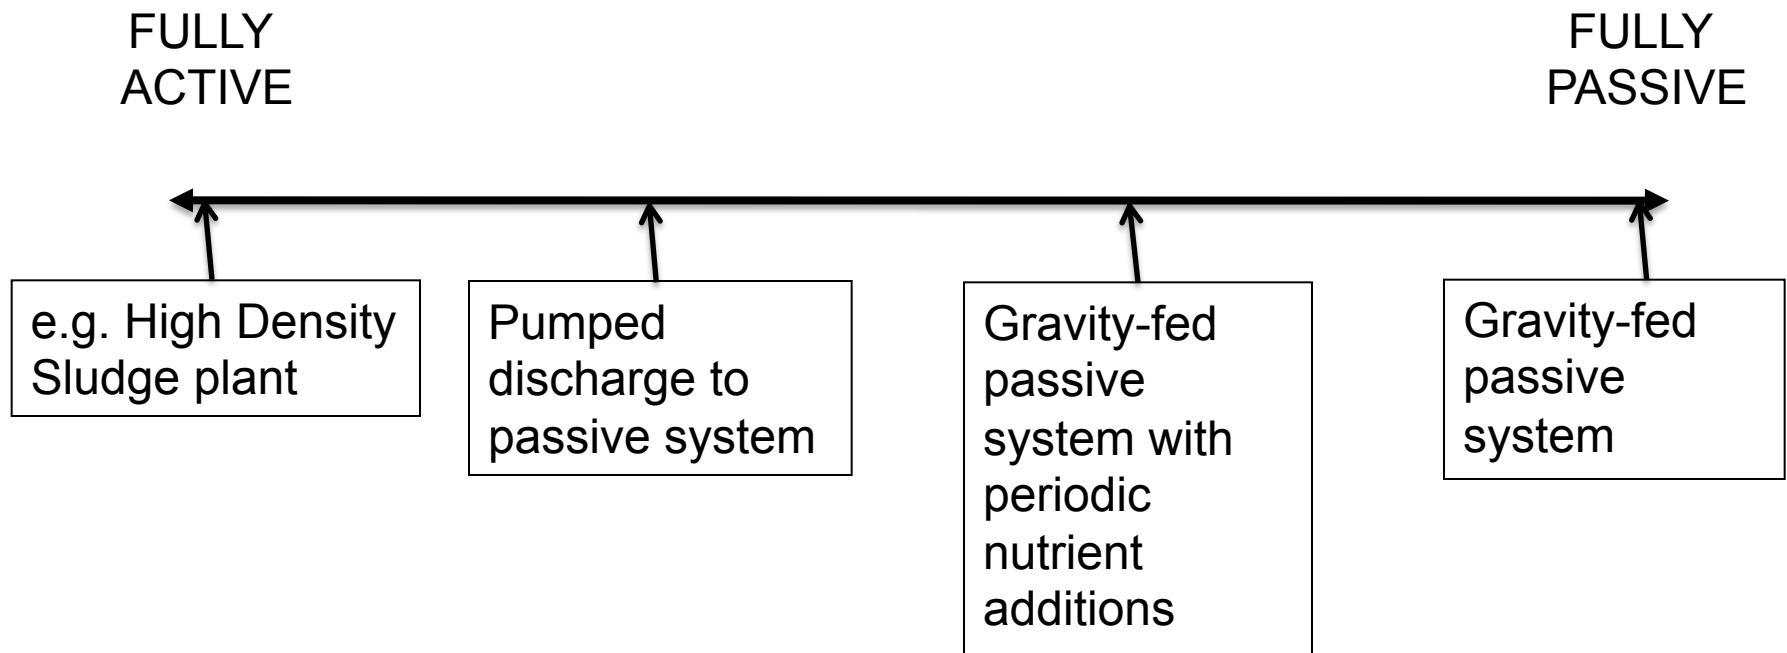 FULLY
ACTIVE
FULLY
PASSIVE
e.g. High Density
Sludge plant
Pumped
discharge to
passive system
Gravity-fed
passive
system with
periodic
nutrient
additions
Gravity-fed
passive
system